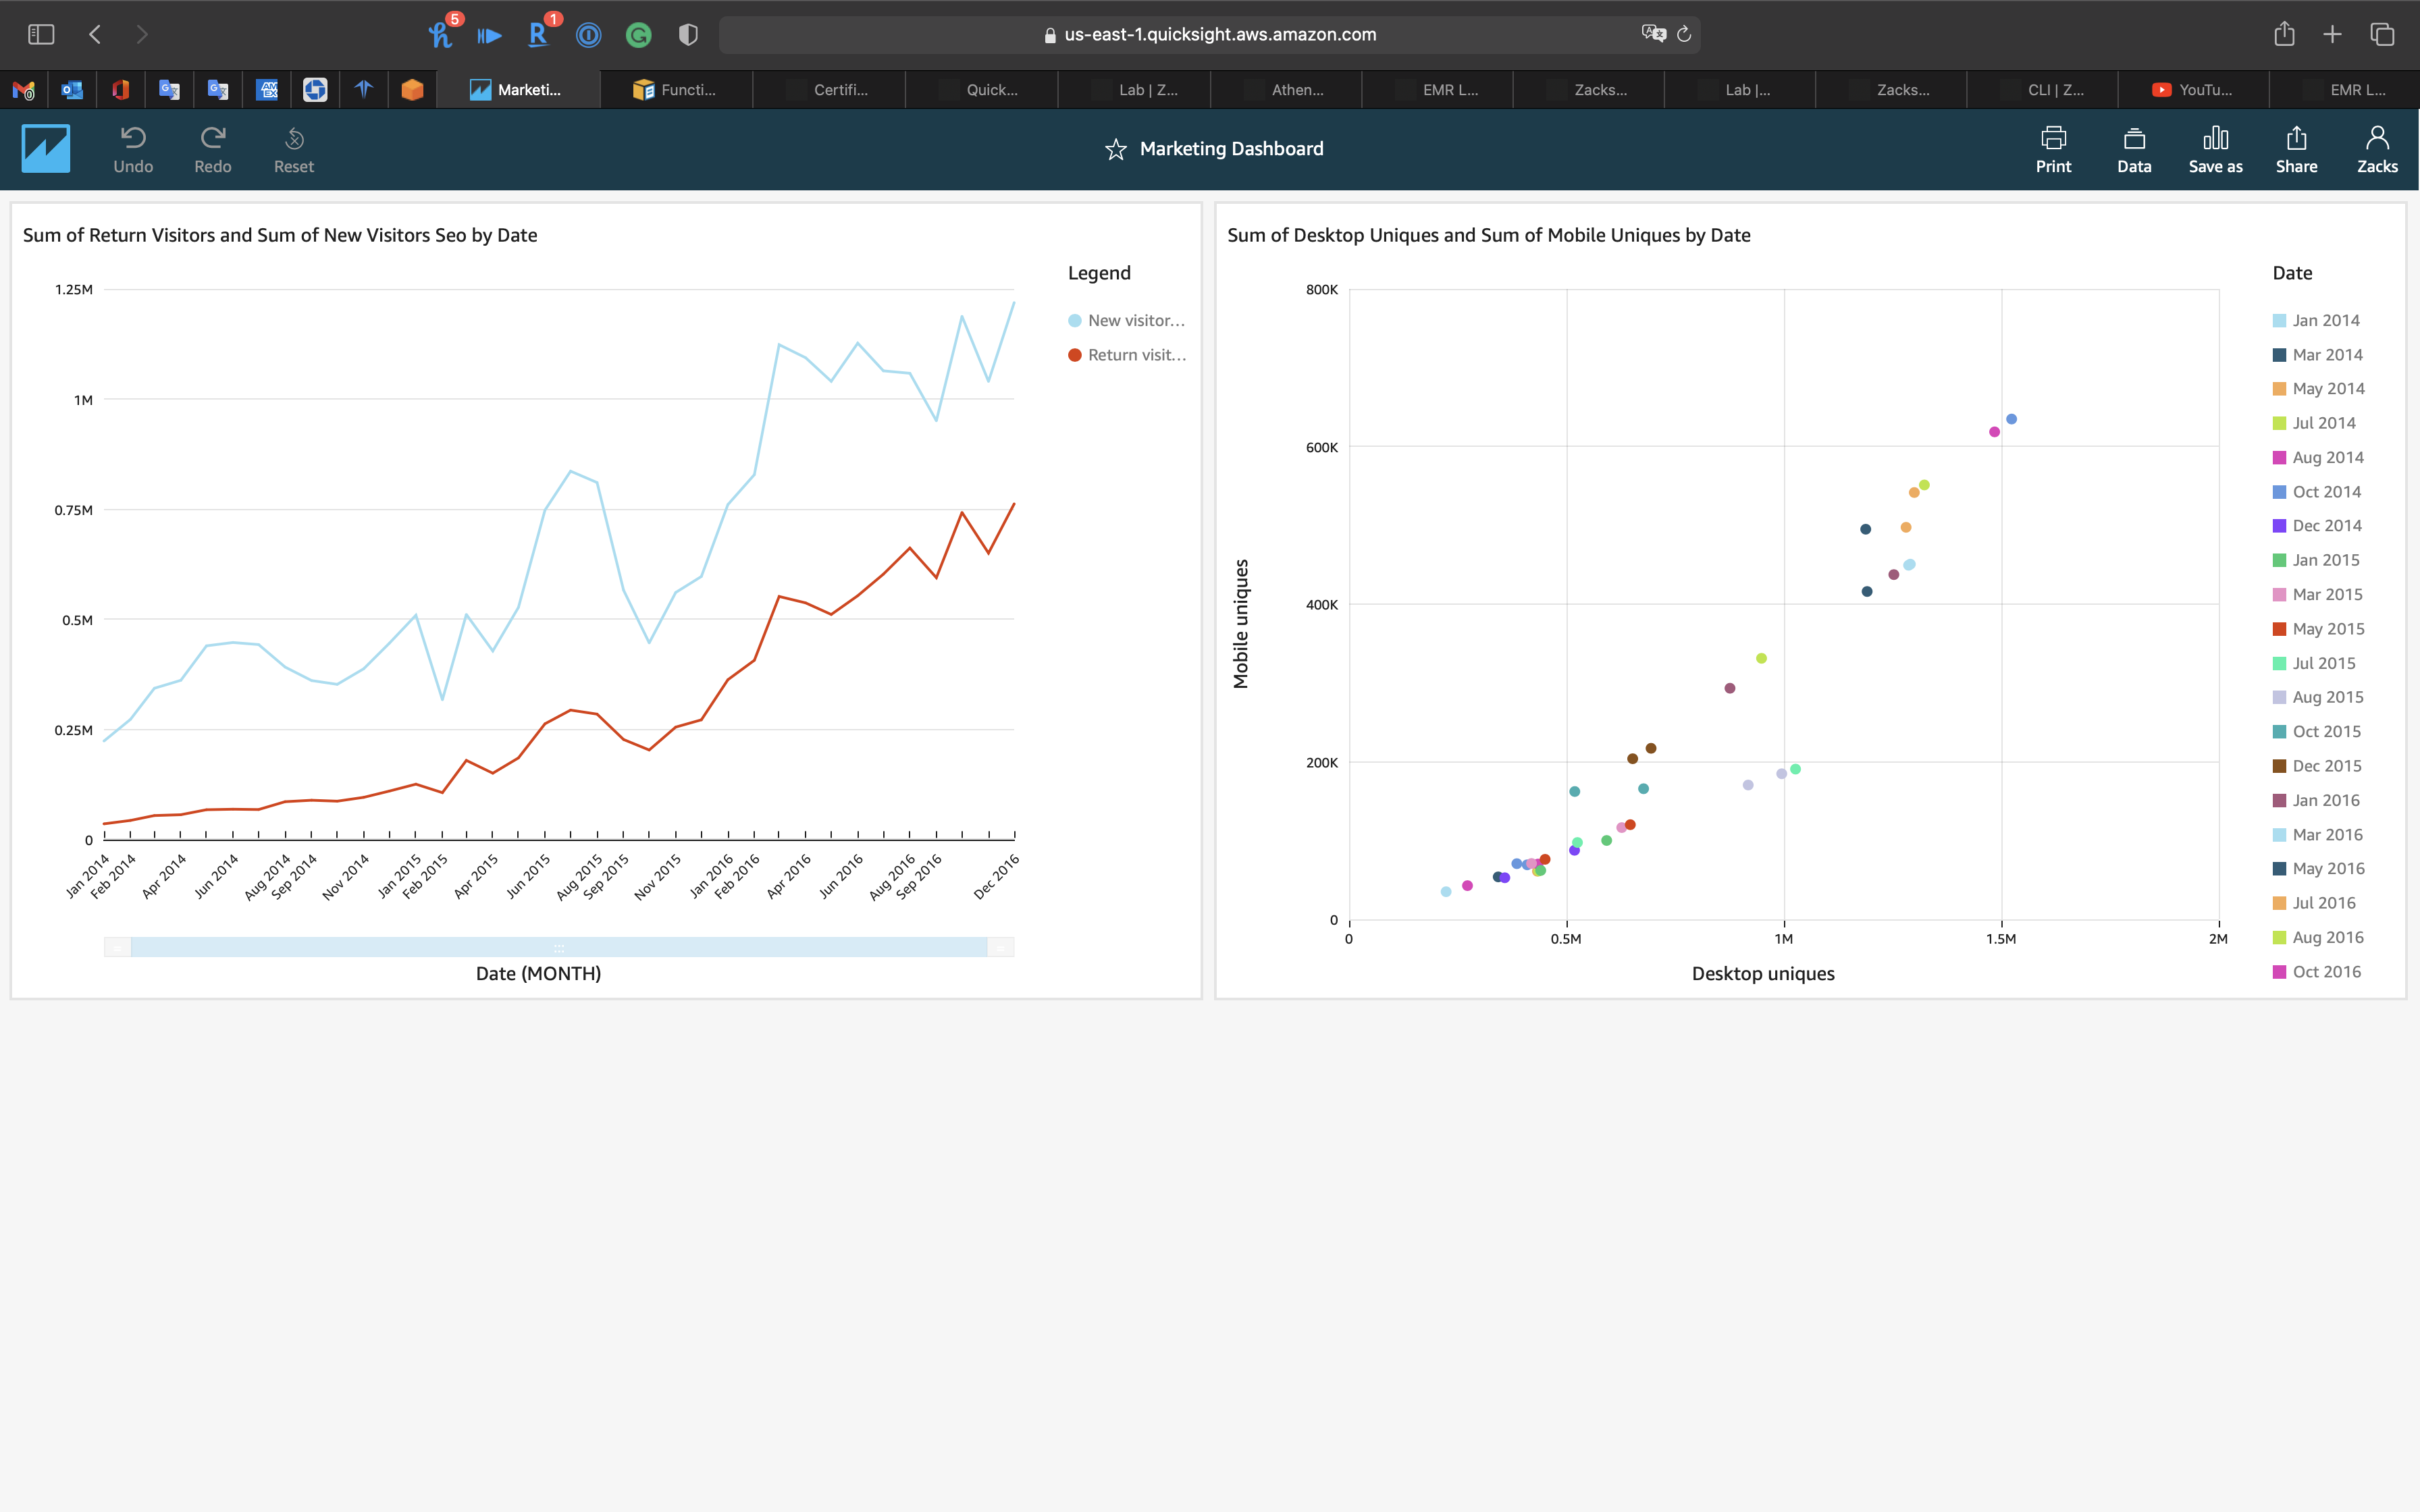 5
1
R
us-east-1.quicksight.aws.amazon.com
0
Marketi...
Functi...
Certifi...
Quick...
Lab | Z...
Athen...
EMR L...
Zacks...
Lab |...
Zacks...
CLI | Z...
YouTu...
EMR L...
Undo
Redo
Reset
Marketing Dashboard
Print
Data
Save as
Share
Zacks
Sum of Return Visitors and Sum of New Visitors Seo by Date
Legend
New visitor...
Return visit...
1.25M
1M
0.75M
0.5M
0.25M
0
Jan 2014
Feb 2014
Apr 2014
Jun 2014
Aug 2014
Sep 2014
Nov 2014
Jan 2015
Feb 2015
Apr 2015
Jun 2015
Aug 2015
Sep 2015
Nov 2015
Jan 2016
Feb 2016
Apr 2016
Jun 2016
Aug 2016
Sep 2016
Dec 2016
Date (MONTH)
Sum of Desktop Uniques and Sum of Mobile Uniques by Date
Mobile uniques
800K
600K
400K
200K
0
0
0.5M
1M
1.5M
2M
Desktop uniques
Date
Jan 2014
Mar 2014
May 2014
Jul 2014
Aug 2014
Oct 2014
Dec 2014
Jan 2015
Mar 2015
May 2015
Jul 2015
Aug 2015
Oct 2015
Dec 2015
Jan 2016
Mar 2016
May 2016
Jul 2016
Aug 2016
Oct 2016